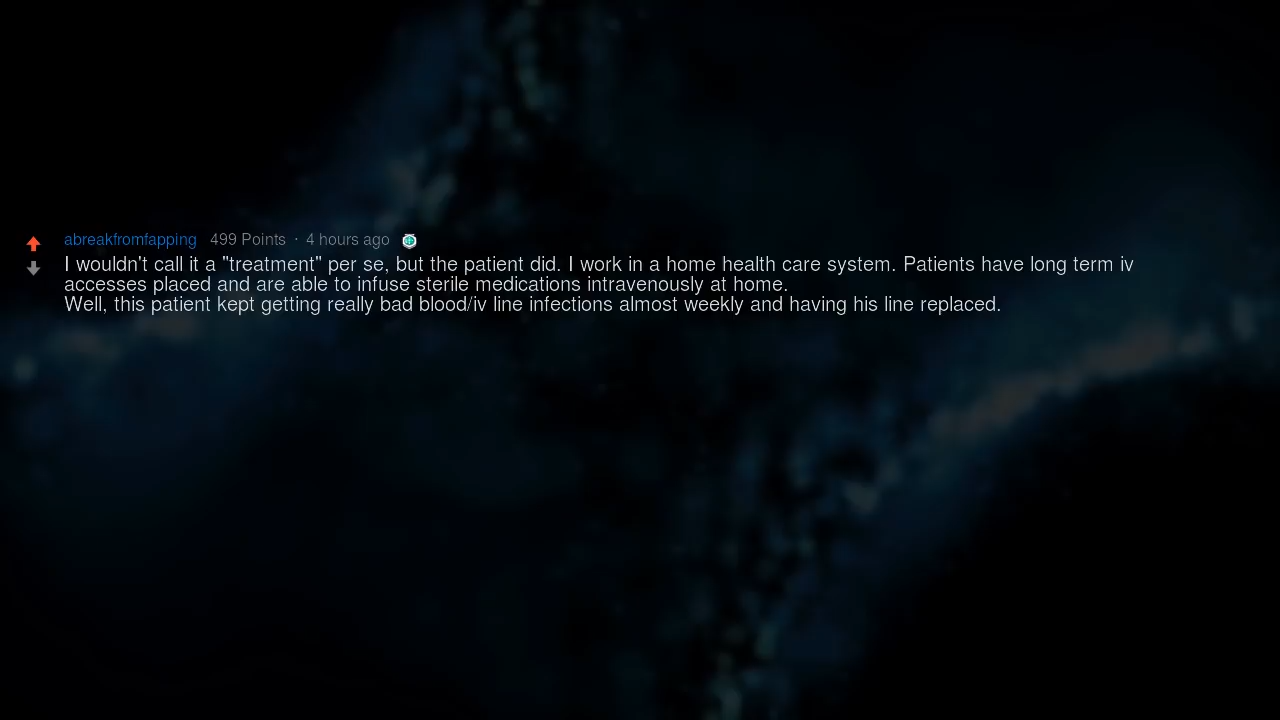 abreakfromfapping 499 Points · 4 hours ago
I wouldn't call it a "treatment" per se, but the patient did. I work in a home health care system. Patients have long term iv
accesses placed and are able to infuse sterile medications intravenously at home.
Well, this patient kept getting really bad blood/iv line infections almost weekly and having his line replaced.